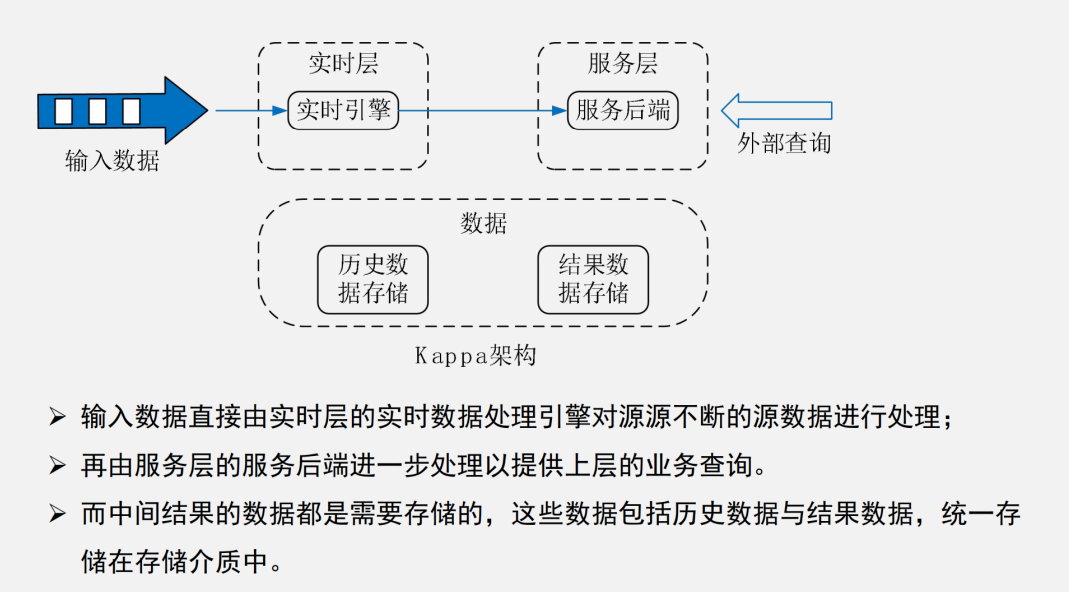 实时层
服务层
实时引擎
服务后端
输入数据
外部查询
数据
历史数
据存储
结果数
据存储
Kappa架构
输入数据直接由实时层的实时数据处理引擎对源源不断的源数据进行处理；
再由服务层的服务后端进一步处理以提供上层的业务查询。
而中间结果的数据都是需要存储的，这些数据包括历史数据与结果数据，统一存
储在存储介质中。